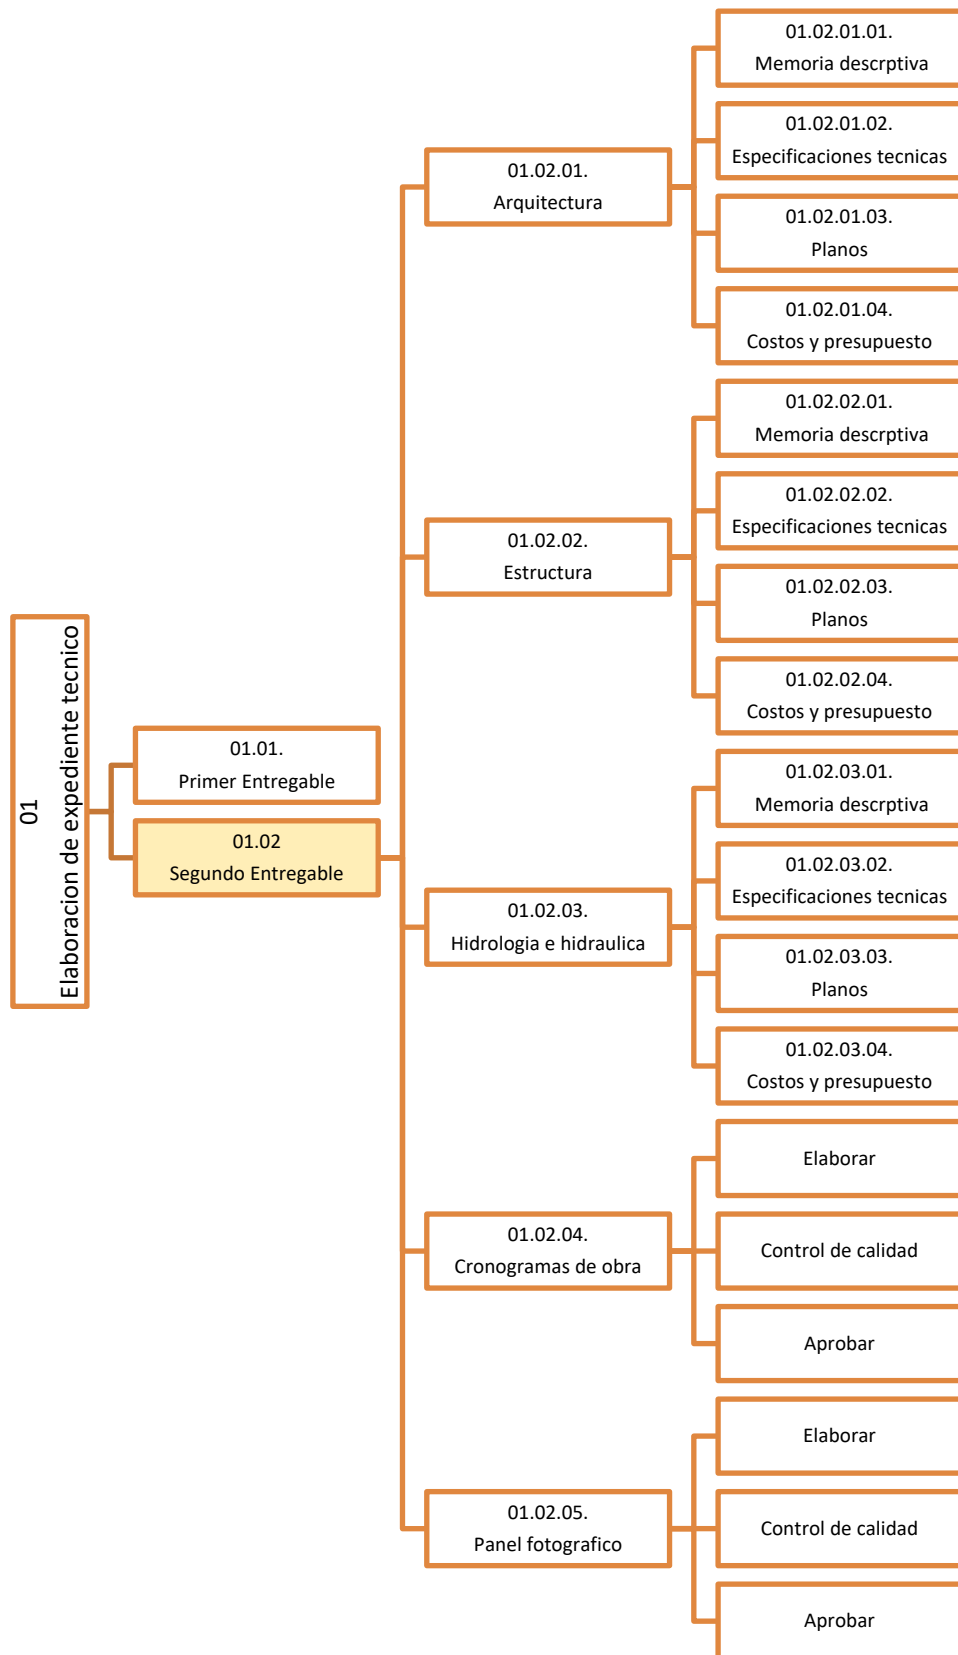 01
Elaboracion de expediente tecnico
01.01.
Primer Entregable
01.02
Segundo Entregable
01.02.01.
Arquitectura
01.02.01.01.
Memoria descrptiva
01.02.01.02.
Especificaciones tecnicas
01.02.01.03.
Planos
01.02.01.04.
Costos y presupuesto
01.02.02.
Estructura
01.02.02.01.
Memoria descrptiva
01.02.02.02.
Especificaciones tecnicas
01.02.02.03.
Planos
01.02.02.04.
Costos y presupuesto
01.02.03.
Hidrologia e hidraulica
01.02.03.01.
Memoria descrptiva
01.02.03.02.
Especificaciones tecnicas
01.02.03.03.
Planos
01.02.03.04.
Costos y presupuesto
01.02.04.
Cronogramas de obra
Elaborar
Control de calidad
Aprobar
01.02.05.
Panel fotografico
Elaborar
Control de calidad
Aprobar